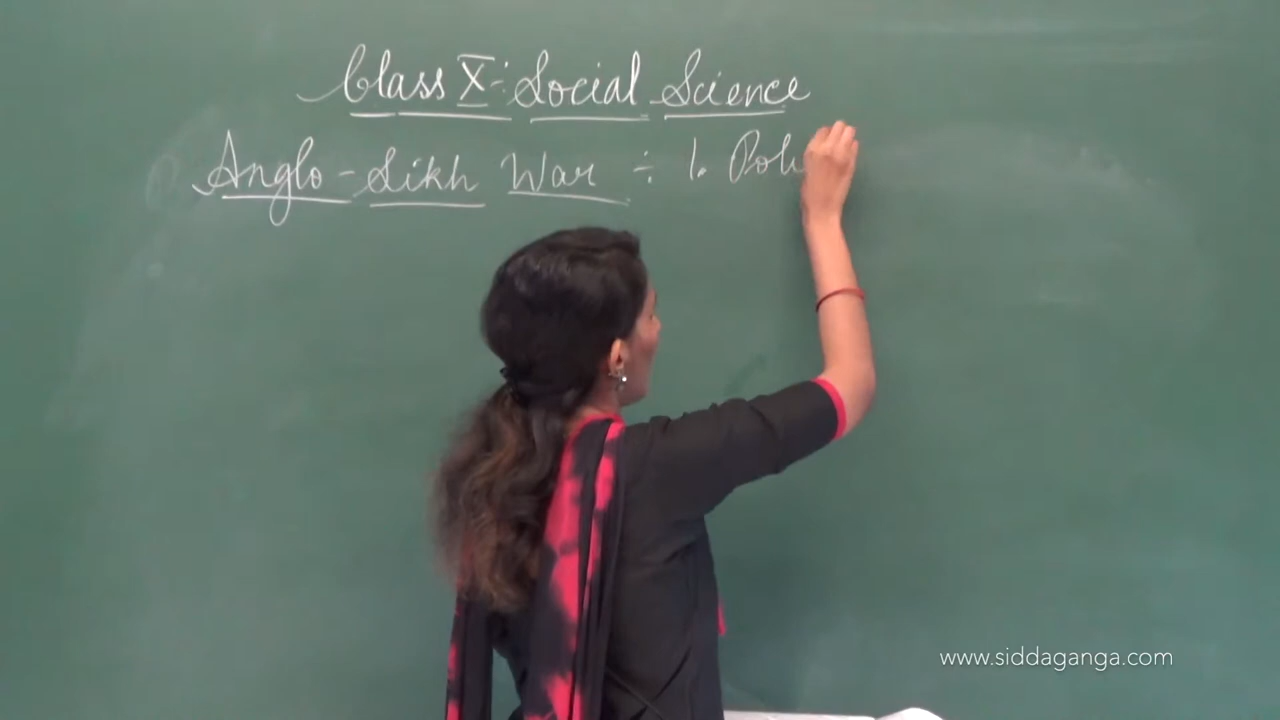 Class X:- Social Science
Anglo-Sikh War :- 1. Poli
www.siddaganga.com